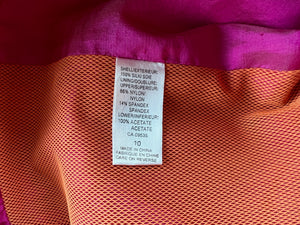 SHELL/EXTERIEUR:
100% SILK/ SOIE
LINING/DOUBLURE:
UPPER/SUPERIEUR:
86% NYLON/
NYLON
14% SPANDEX
SPANDEX
LOWER/INFERIEUR:
100% ACETATE
ACETATE
CA 09535
10
MADE IN CHINA
FABRIQUE EN CHINE
CARE ON REVERSE